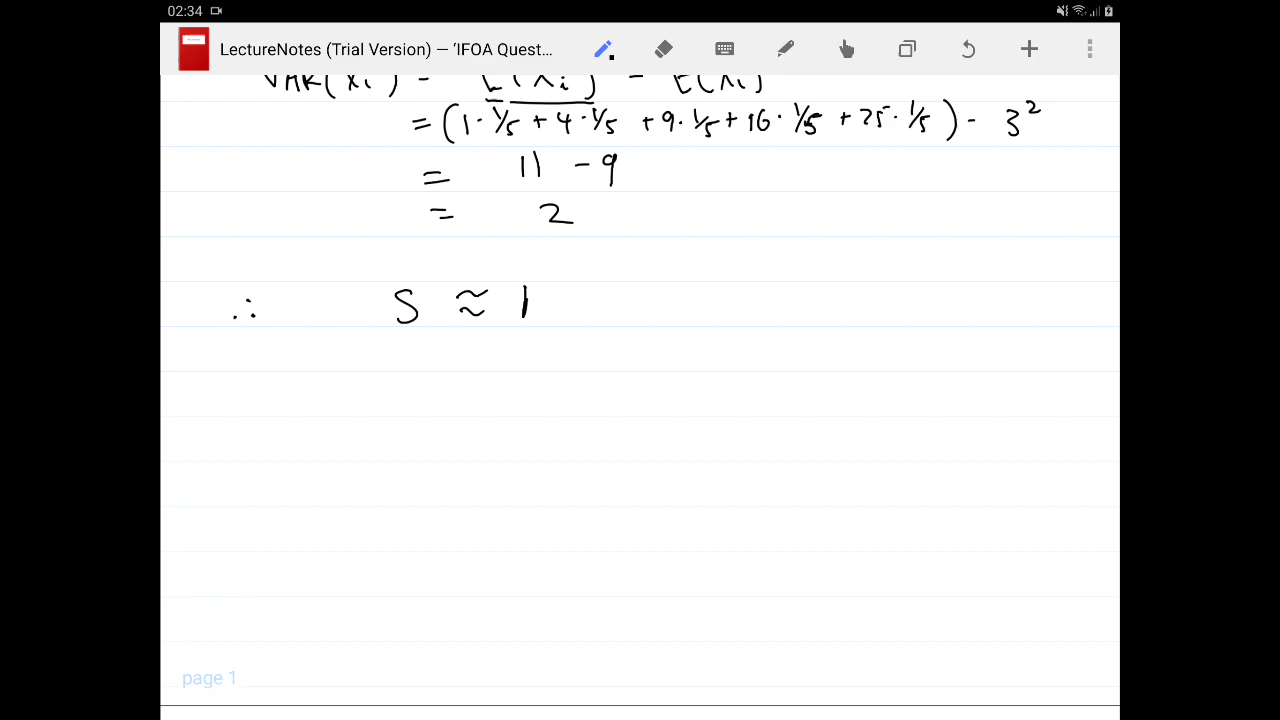 02:34
LectureNotes (Trial Version) — ‘IFOA Quest...
= (1 · 1/5 + 4 · 1/5 + 9 · 1/5 + 16 · 1/5 + 25 · 1/5) - 3²
= 11 - 9
= 2
∴ S ≈ 1
page 1